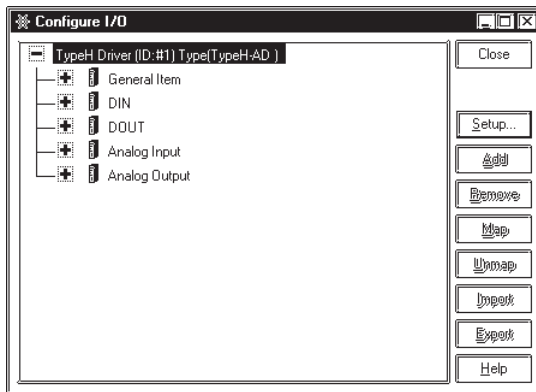 Configure I/O
TypeH Driver (ID:#1) Type(TypeH-AD )
General Item
DIN
DOUT
Analog Input
Analog Output
Close
Setup...
Add
Remove
Map
Unmap
Import
Export
Help